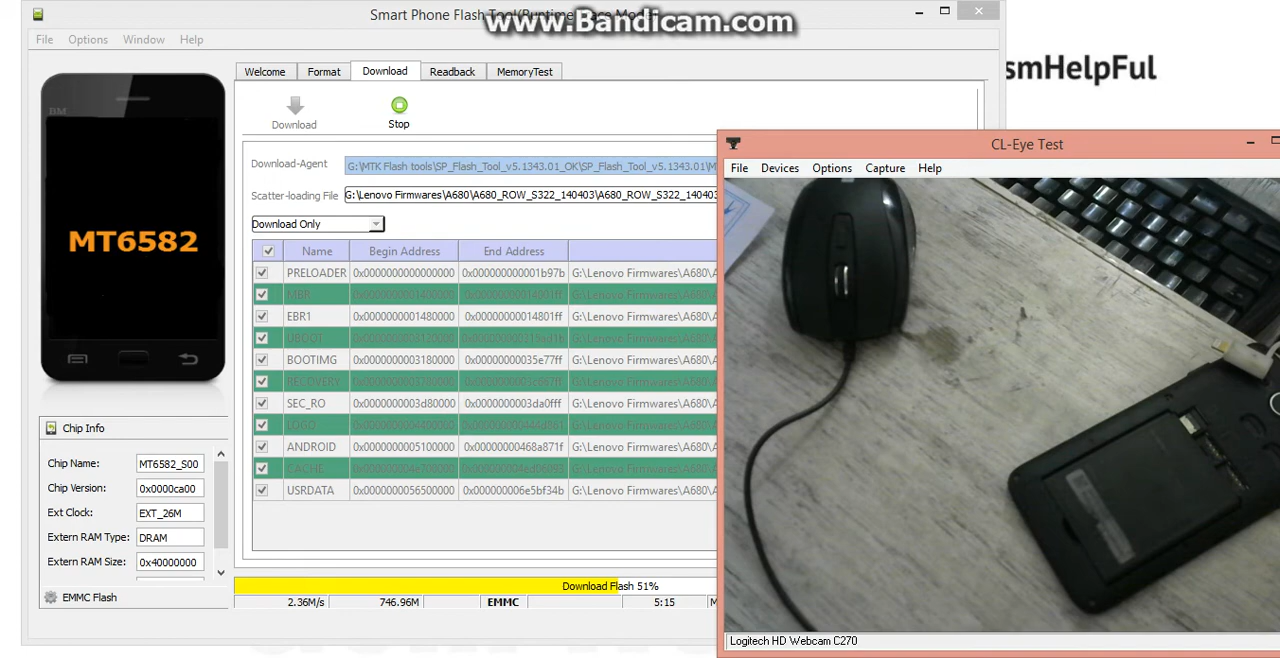 Smart Phone Flash Tool(Runtime Trace Mode)
www.Bandicam.com
File Options Window Help
smHelpFul
BM
MT6582
Welcome Format Download Readback MemoryTest
Download Stop
Download-Agent G:\MTK Flash tools\SP_Flash_Tool_v5.1343.01_OK\SP_Flash_Tool_v5.1343.01\M
Scatter-loading File G:\Lenovo Firmwares\A680\A680_ROW_S322_140403\A680_ROW_S322_140403
Download Only
Name Begin Address End Address
PRELOADER 0x0000000000000000 0x000000000001b97b G:\Lenovo Firmwares\A680\A
MBR
EBR1 0x0000000001480000 0x00000000014801ff G:\Lenovo Firmwares\A680\A
UBOOT
BOOTIMG 0x0000000003180000 0x00000000035e77ff G:\Lenovo Firmwares\A680\A
RECOVERY
SEC_RO 0x0000000003d80000 0x0000000003da0fff G:\Lenovo Firmwares\A680\A
LOGO
ANDROID 0x0000000005100000 0x00000000468a871f G:\Lenovo Firmwares\A680\A
CACHE
USRDATA 0x0000000056500000 0x000000006e5bf34b G:\Lenovo Firmwares\A680\A
Chip Info
Chip Name: MT6582_S00
Chip Version: 0x0000ca00
Ext Clock: EXT_26M
Extern RAM Type: DRAM
Extern RAM Size: 0x40000000
EMMC Flash
Download Flash 51%
2.36M/s 746.96M EMMC 5:15 M
CL-Eye Test
File Devices Options Capture Help
Logitech HD Webcam C270